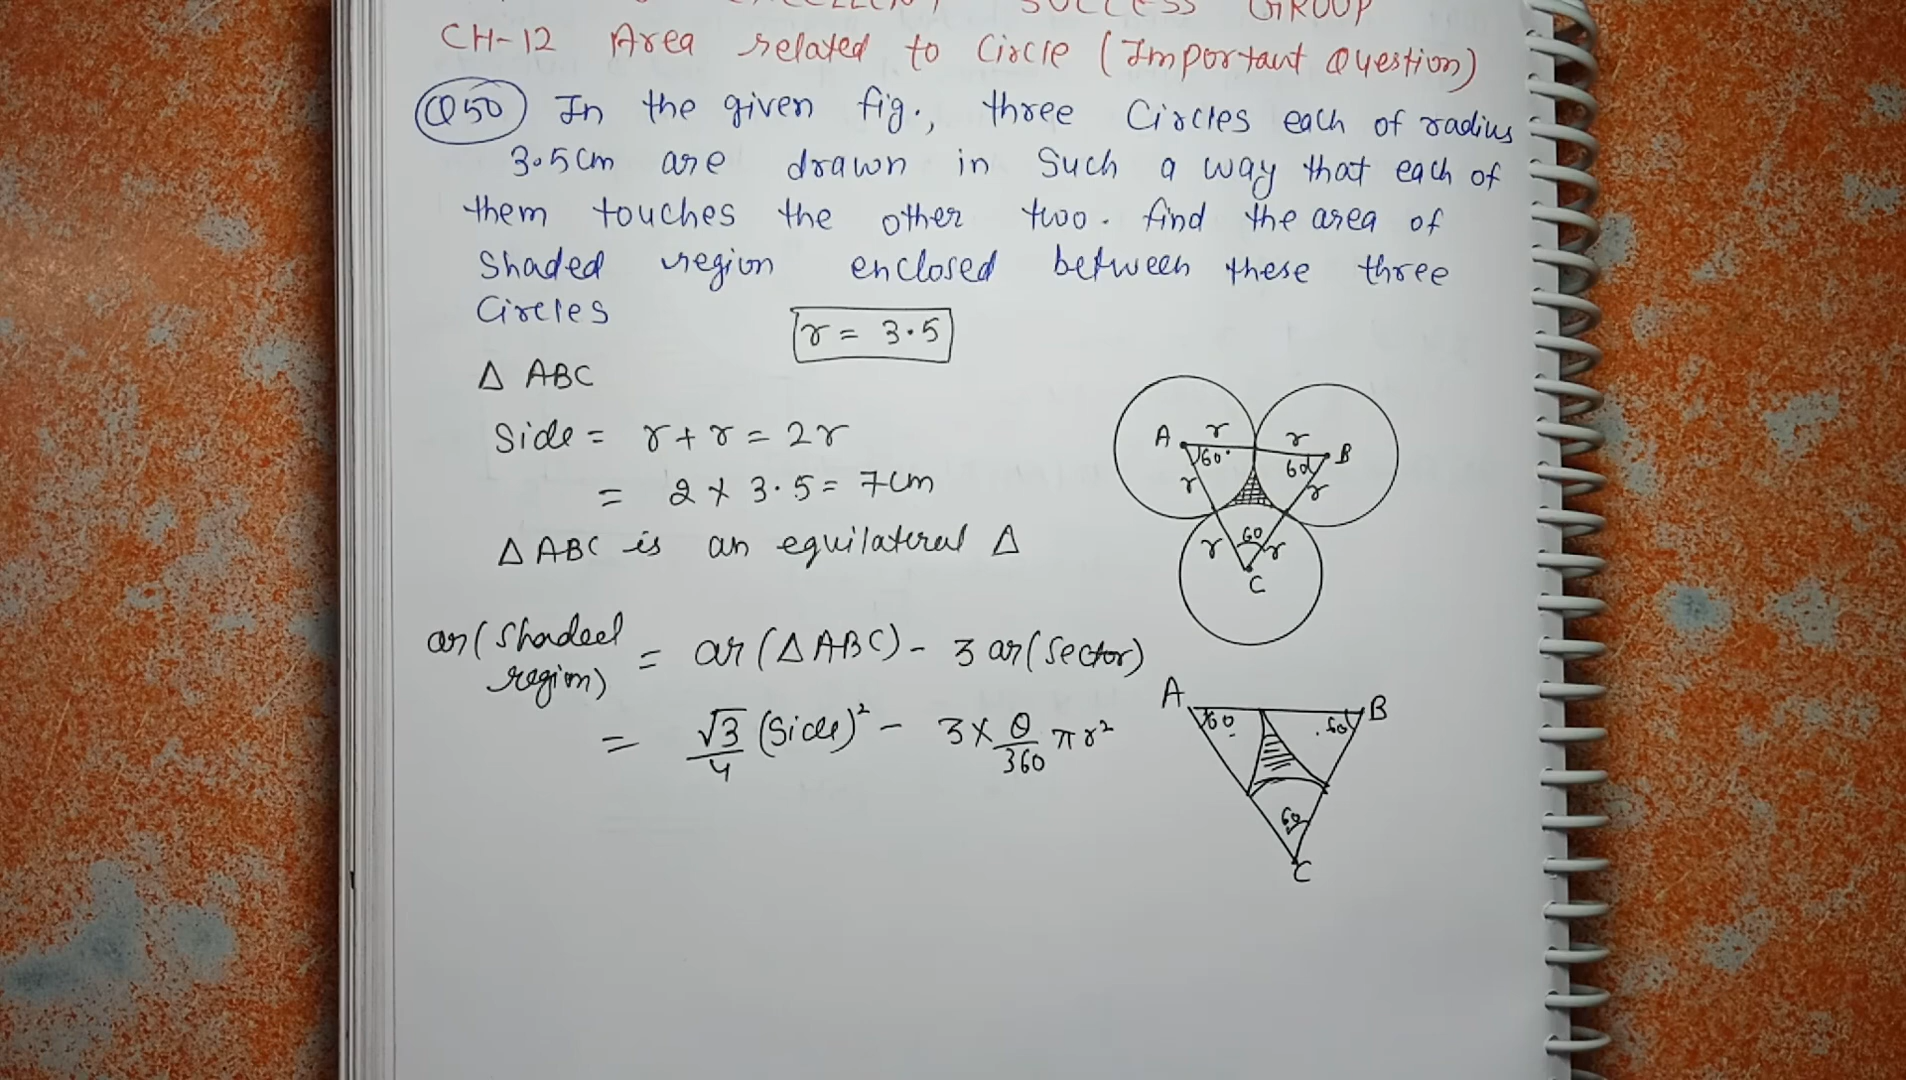 SUCCESS GROUP
CH-12 Area related to Circle (Important Question)
Q50 In the given fig., three Circles each of radius
3.5cm are drawn in Such a way that each of
them touches the other two. find the area of
Shaded region enclosed between these three
Circles
r = 3.5
Δ ABC
Side = r + r = 2r
= 2 × 3.5 = 7cm
Δ ABC is an equilateral Δ
A r r B
60° 60
r r
r 60 r
C
ar(Shaded region) = ar(ΔABC) - 3 ar(Sector)
= √3/4 (Side)² - 3 × θ/360 πr²
A B
60 60
60
C